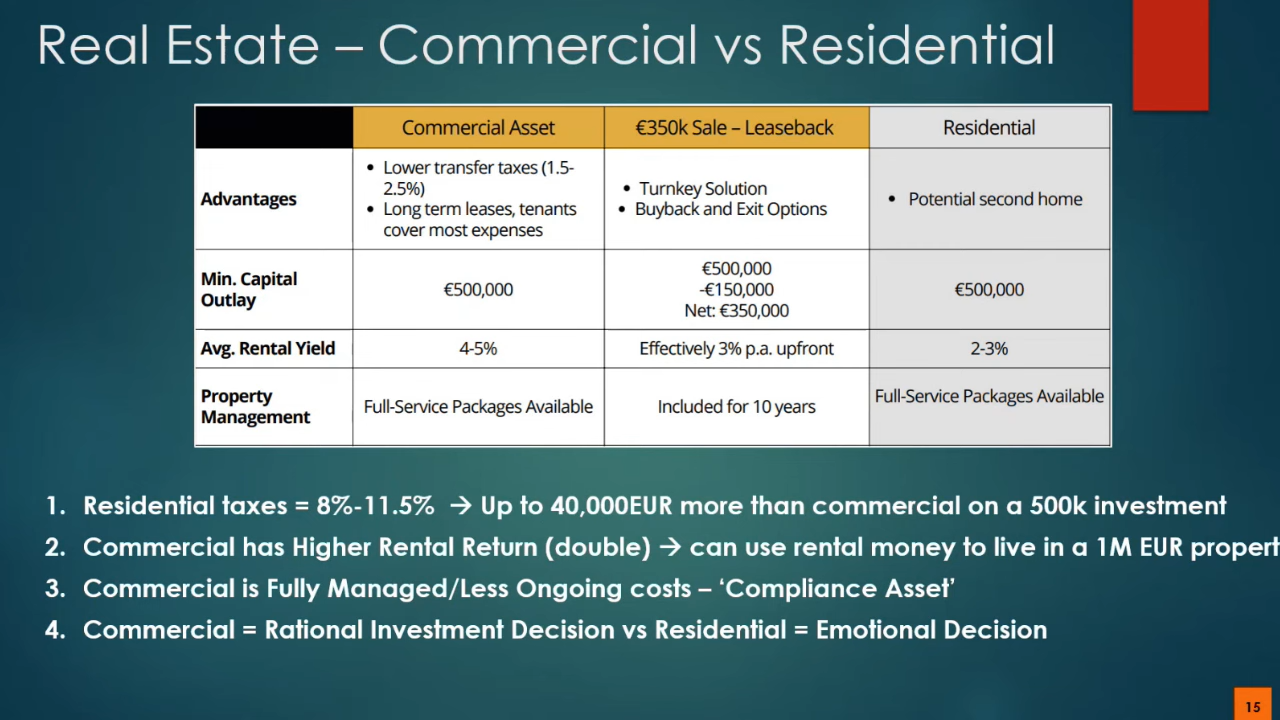 Real Estate – Commercial vs Residential
Commercial Asset
€350k Sale – Leaseback
Residential
Advantages
• Lower transfer taxes (1.5-
2.5%)
• Long term leases, tenants
cover most expenses
• Turnkey Solution
• Buyback and Exit Options
• Potential second home
Min. Capital
Outlay
€500,000
€500,000
-€150,000
Net: €350,000
€500,000
Avg. Rental Yield
4-5%
Effectively 3% p.a. upfront
2-3%
Property
Management
Full-Service Packages Available
Included for 10 years
Full-Service Packages Available
1. Residential taxes = 8%-11.5% → Up to 40,000EUR more than commercial on a 500k investment
2. Commercial has Higher Rental Return (double) → can use rental money to live in a 1M EUR propert
3. Commercial is Fully Managed/Less Ongoing costs – ‘Compliance Asset’
4. Commercial = Rational Investment Decision vs Residential = Emotional Decision
15